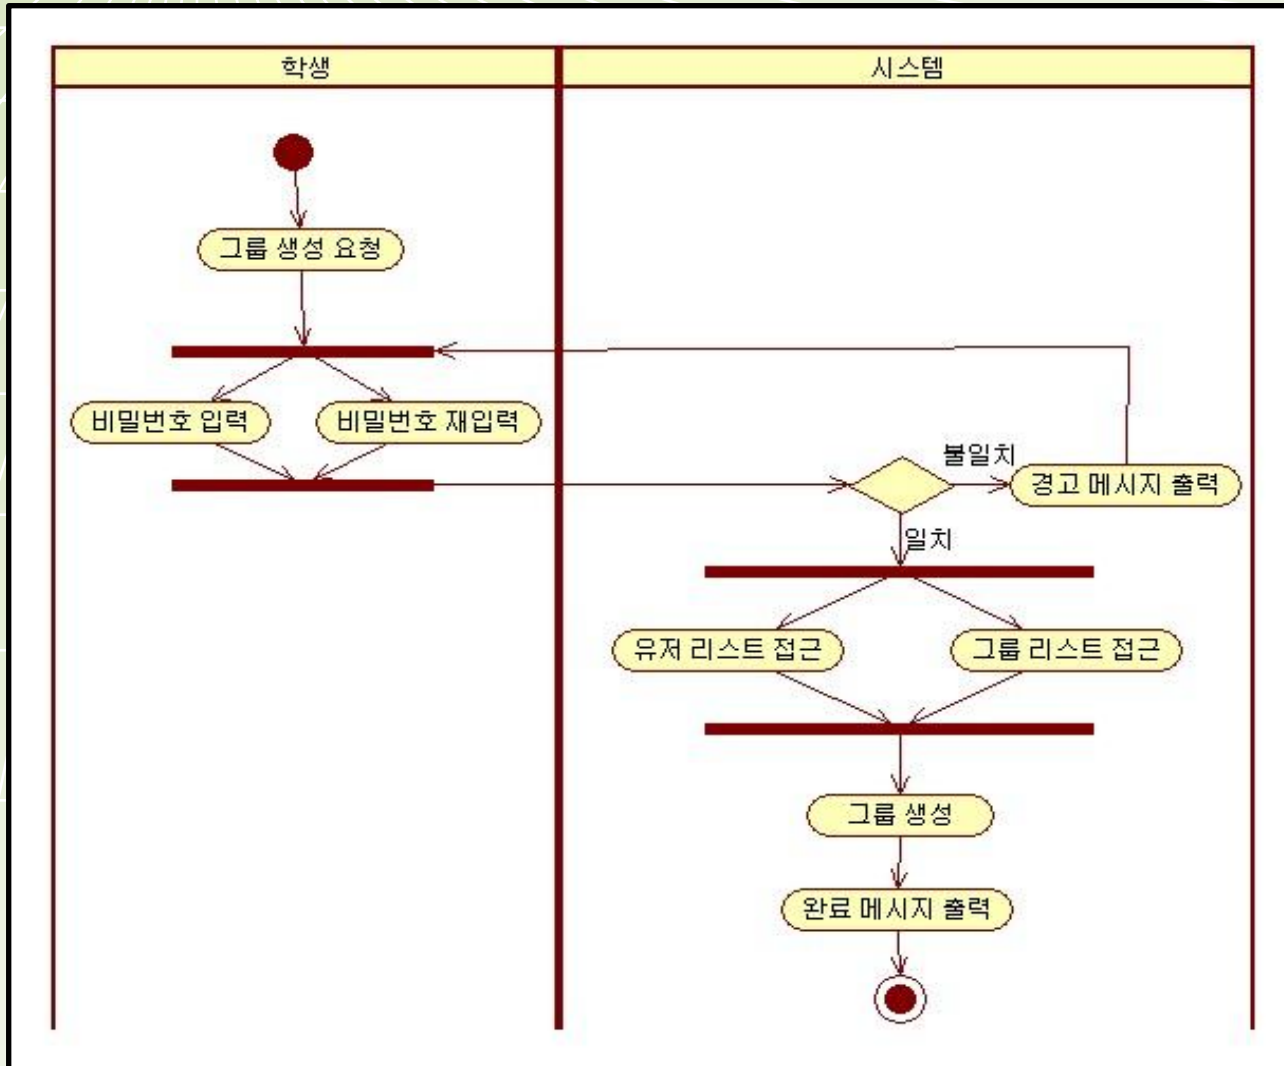 학생
시스템
그룹 생성 요청
비밀번호 입력
비밀번호 재입력
불일치
경고 메시지 출력
일치
유저 리스트 접근
그룹 리스트 접근
그룹 생성
완료 메시지 출력